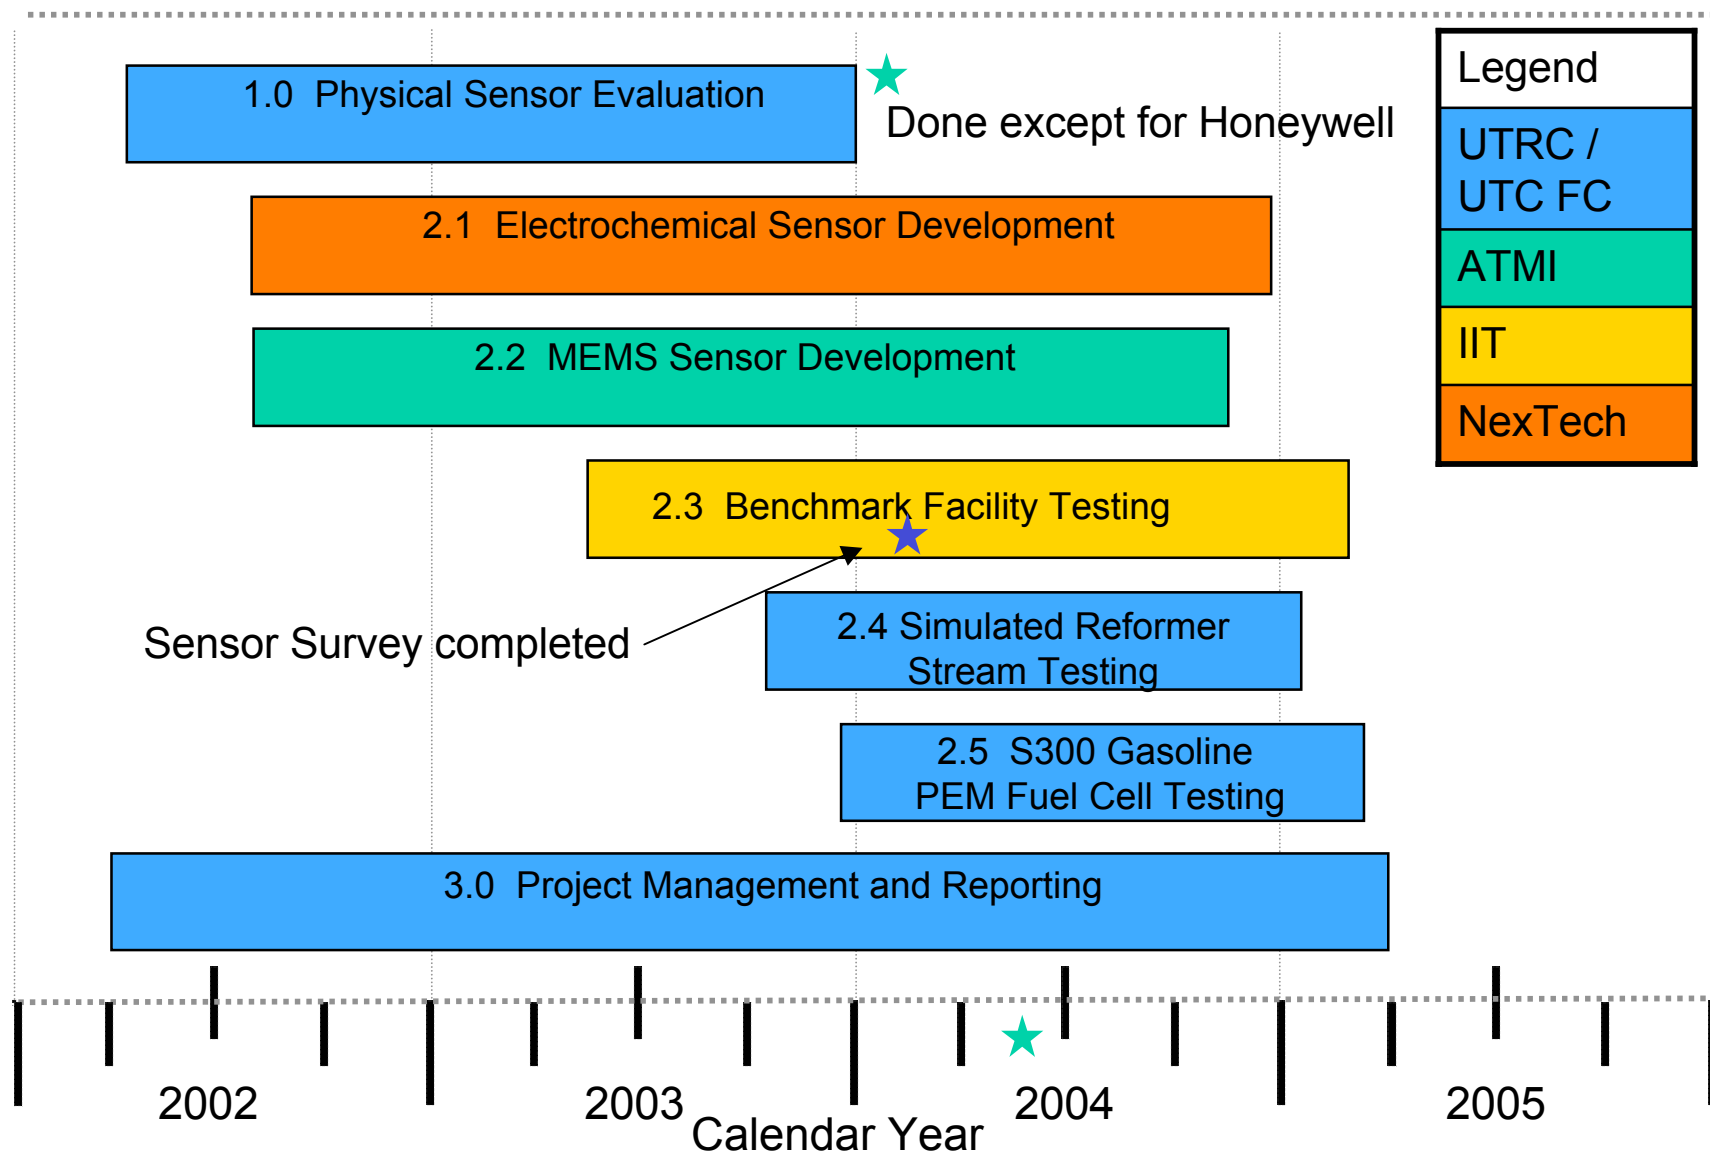 1.0 Physical Sensor Evaluation
Done except for Honeywell
2.1 Electrochemical Sensor Development
2.2 MEMS Sensor Development
2.3 Benchmark Facility Testing
Sensor Survey completed
2.4 Simulated Reformer
Stream Testing
2.5 S300 Gasoline
PEM Fuel Cell Testing
3.0 Project Management and Reporting
Legend
UTRC /
UTC FC
ATMI
IIT
NexTech
2002
2003
2004
2005
Calendar Year